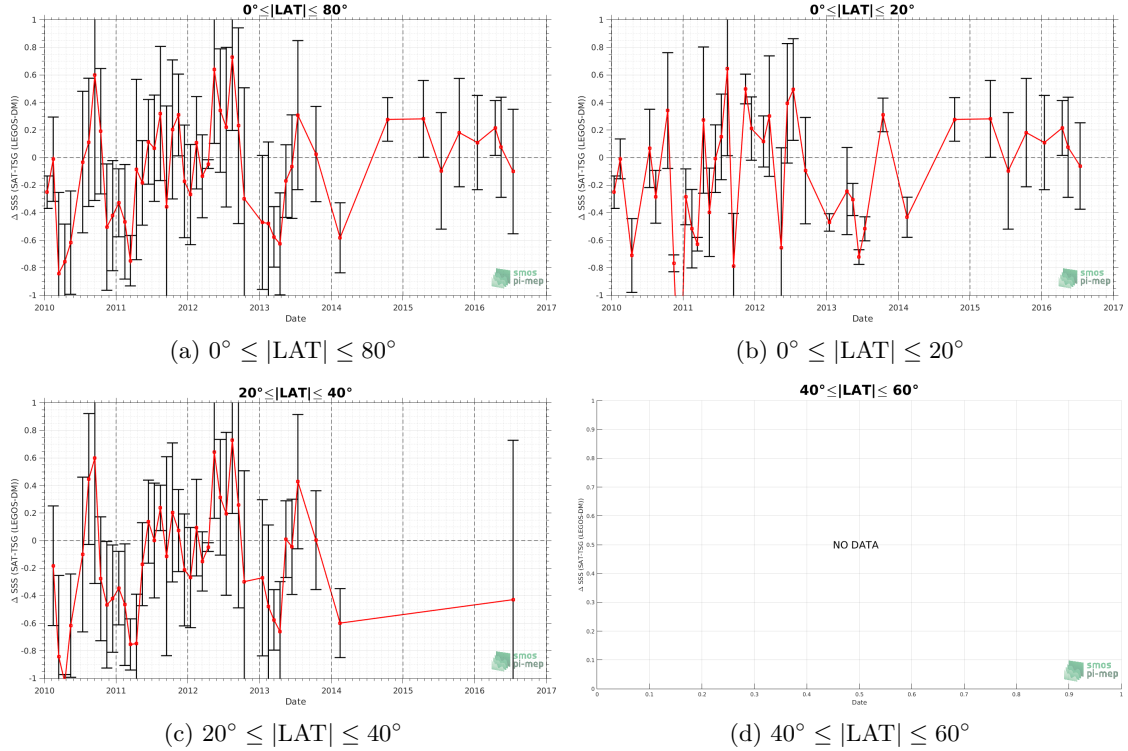 0°≤|LAT|≤ 80°
Δ SSS (SAT-TSG (LEGOS-DMI))
1
0.8
0.6
0.4
0.2
0
-0.2
-0.4
-0.6
-0.8
-1
2010 2011 2012 2013 2014 2015 2016 2017
Date
smos
pi-mep
(a) 0° ≤ |LAT| ≤ 80°
0°≤|LAT|≤ 20°
Δ SSS (SAT-TSG (LEGOS-DMI))
1
0.8
0.6
0.4
0.2
0
-0.2
-0.4
-0.6
-0.8
-1
2010 2011 2012 2013 2014 2015 2016 2017
Date
smos
pi-mep
(b) 0° ≤ |LAT| ≤ 20°
20°≤|LAT|≤ 40°
Δ SSS (SAT-TSG (LEGOS-DMI))
1
0.8
0.6
0.4
0.2
0
-0.2
-0.4
-0.6
-0.8
-1
2010 2011 2012 2013 2014 2015 2016 2017
Date
smos
pi-mep
(c) 20° ≤ |LAT| ≤ 40°
40°≤|LAT|≤ 60°
Δ SSS (SAT-TSG (LEGOS-DMI))
1
0.9
0.8
0.7
0.6
0.5
0.4
0.3
0.2
0.1
0
NO DATA
0 0.1 0.2 0.3 0.4 0.5 0.6 0.7 0.8 0.9 1
Date
smos
pi-mep
(d) 40° ≤ |LAT| ≤ 60°